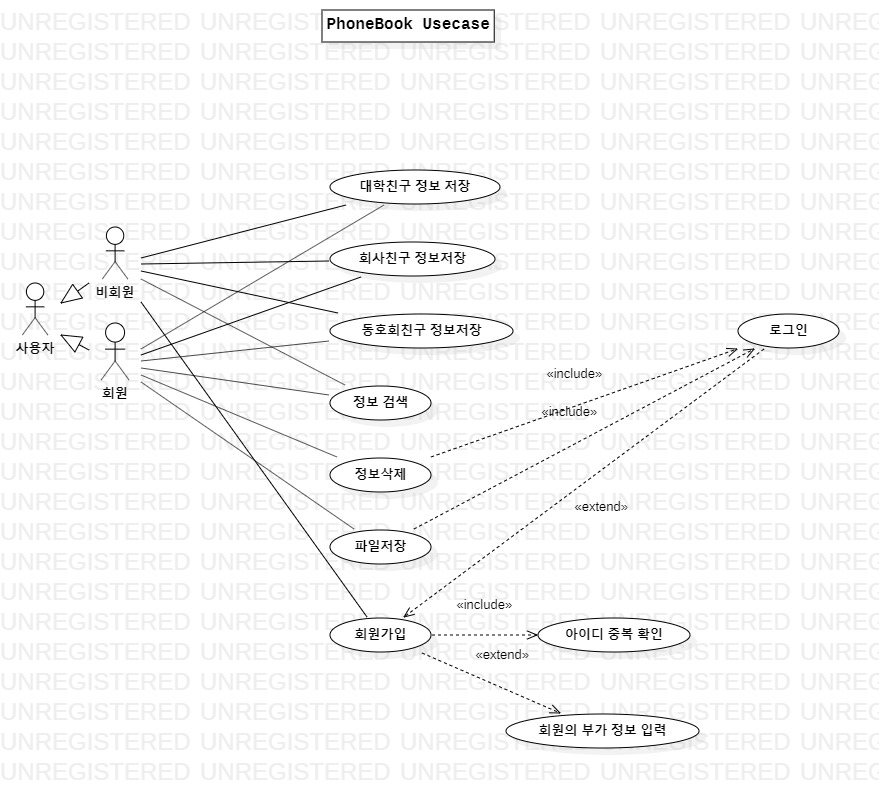 PhoneBook Usecase
대학친구 정보 저장
회사친구 정보저장
비회원
동호회친구 정보저장
로그인
사용자
«include»
회원
정보 검색
«include»
정보삭제
«extend»
파일저장
«include»
회원가입
아이디 중복 확인
«extend»
회원의 부가 정보 입력
UNREGISTERED